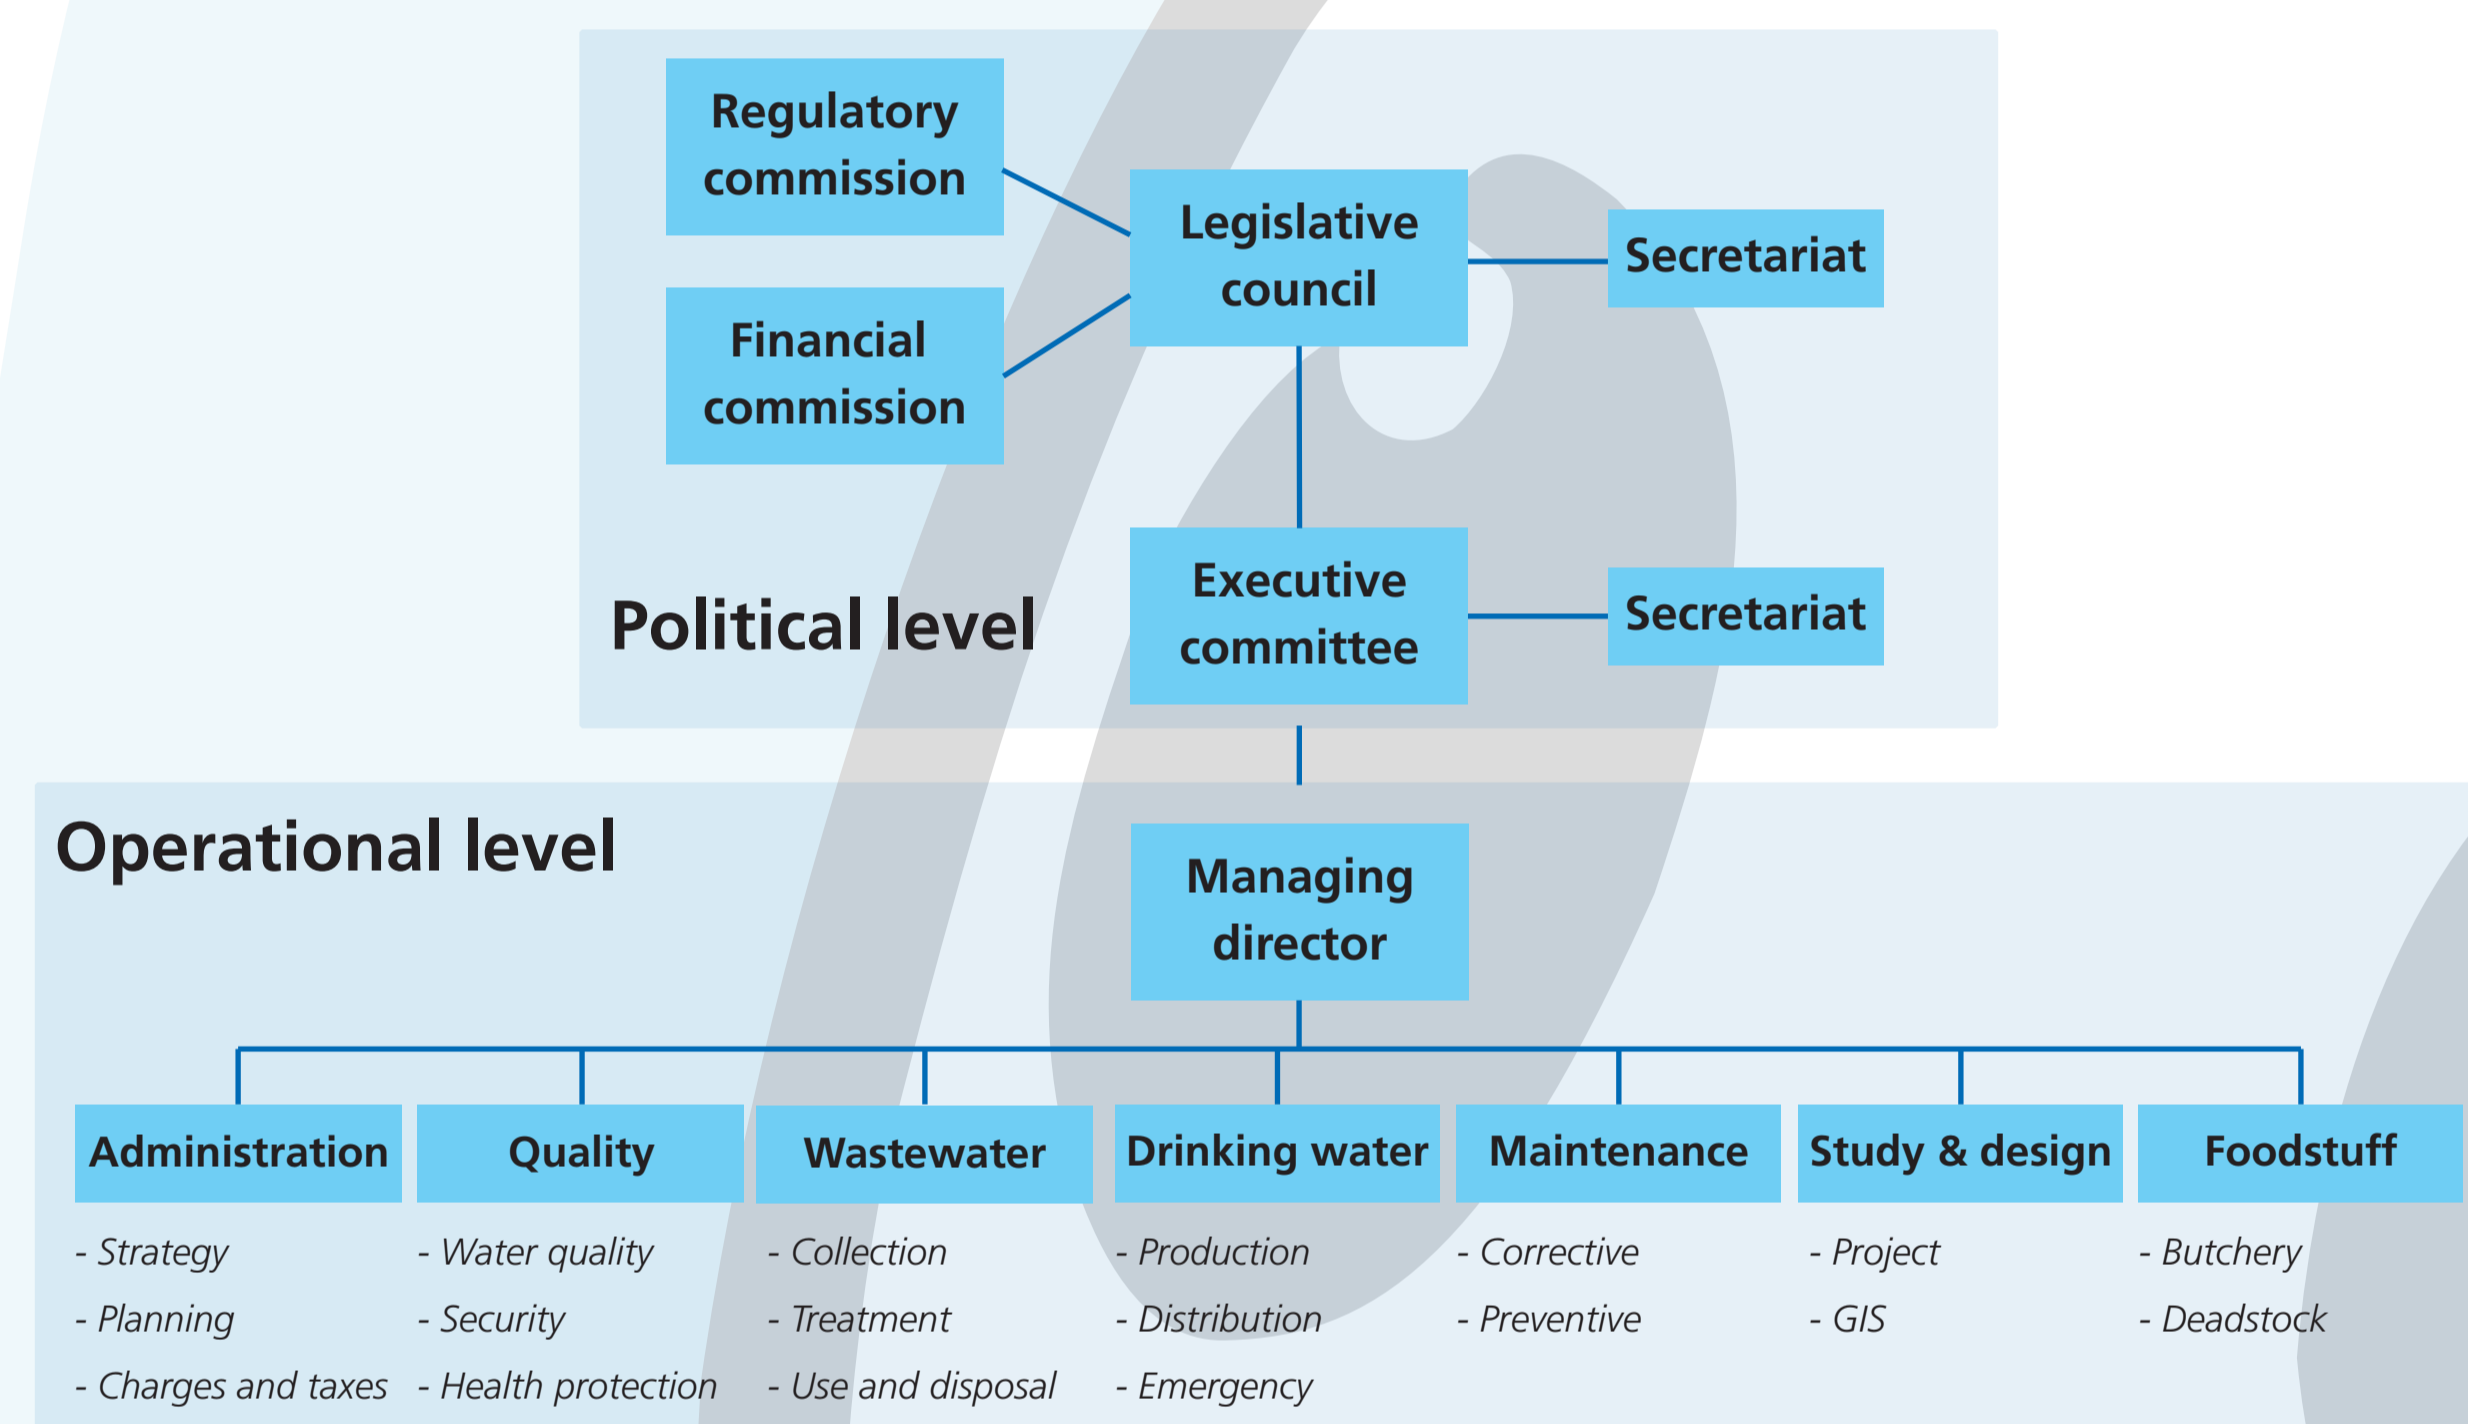 Regulatory
commission
Legislative
council
Secretariat
Financial
commission
Executive
committee
Secretariat
Political level
Operational level
Managing
director
Administration
- Strategy
- Planning
- Charges and taxes
Quality
- Water quality
- Security
- Health protection
Wastewater
- Collection
- Treatment
- Use and disposal
Drinking water
- Production
- Distribution
- Emergency
Maintenance
- Corrective
- Preventive
Study & design
- Project
- GIS
Foodstuff
- Butchery
- Deadstock